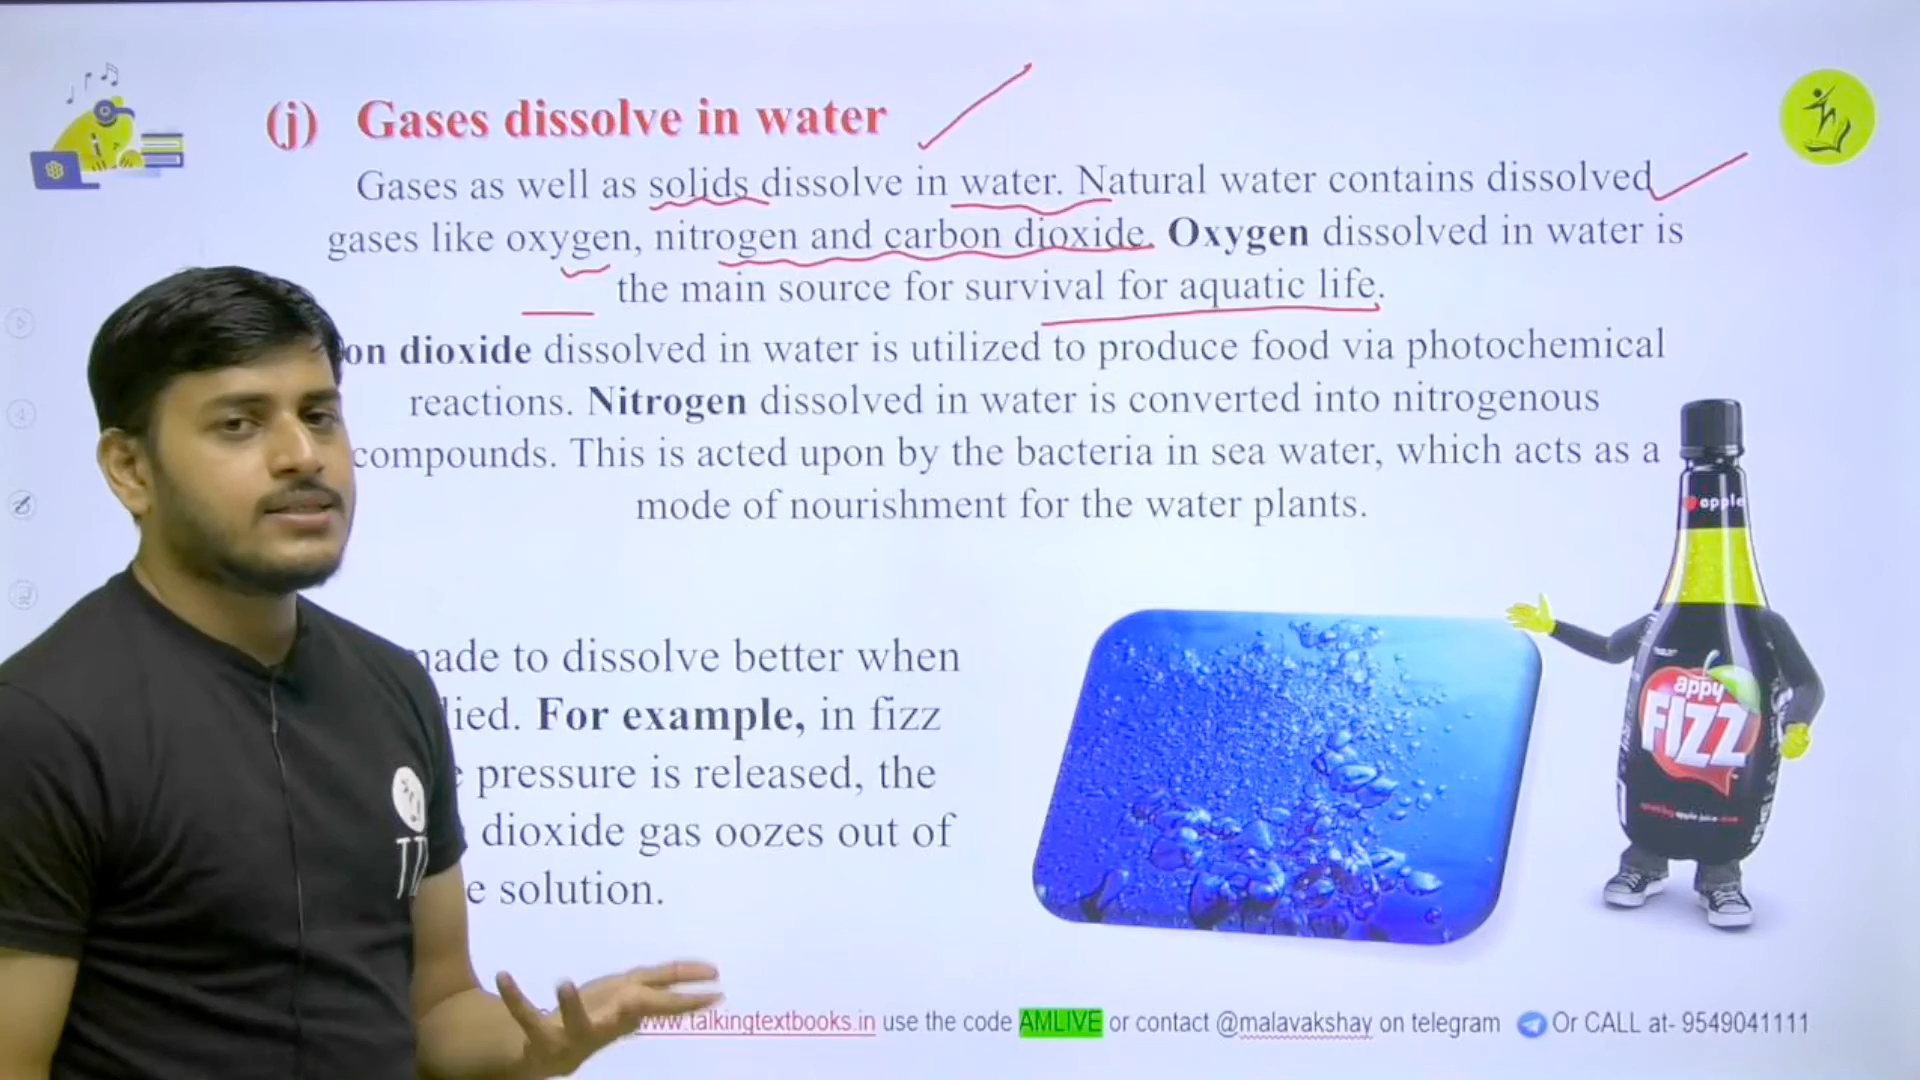 (j) Gases dissolve in water
Gases as well as solids dissolve in water. Natural water contains dissolved
gases like oxygen, nitrogen and carbon dioxide. Oxygen dissolved in water is
the main source for survival for aquatic life.
on dioxide dissolved in water is utilized to produce food via photochemical
reactions. Nitrogen dissolved in water is converted into nitrogenous
compounds. This is acted upon by the bacteria in sea water, which acts as a
mode of nourishment for the water plants.
apple
made to dissolve better when
lied. For example, in fizz
pressure is released, the
dioxide gas oozes out of
e solution.
appy
FIZZ
www.talkingtextbooks.in use the code AMLIVE or contact @malavakshay on telegram Or CALL at- 9549041111